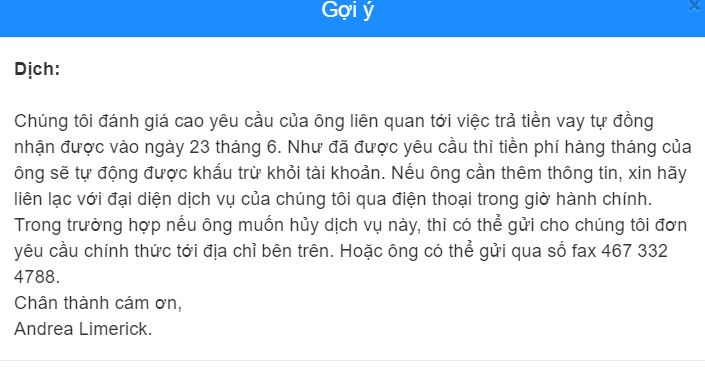 Gợi ý
Dịch:
Chúng tôi đánh giá cao yêu cầu của ông liên quan tới việc trả tiền vay tự đồng
nhận được vào ngày 23 tháng 6. Như đã được yêu cầu thì tiền phí hàng tháng của
ông sẽ tự động được khấu trừ khỏi tài khoản. Nếu ông cần thêm thông tin, xin hãy
liên lạc với đại diện dịch vụ của chúng tôi qua điện thoại trong giờ hành chính.
Trong trường hợp nếu ông muốn hủy dịch vụ này, thì có thể gửi cho chúng tôi đơn
yêu cầu chính thức tới địa chỉ bên trên. Hoặc ông có thể gửi qua số fax 467 332
4788.
Chân thành cám ơn,
Andrea Limerick.